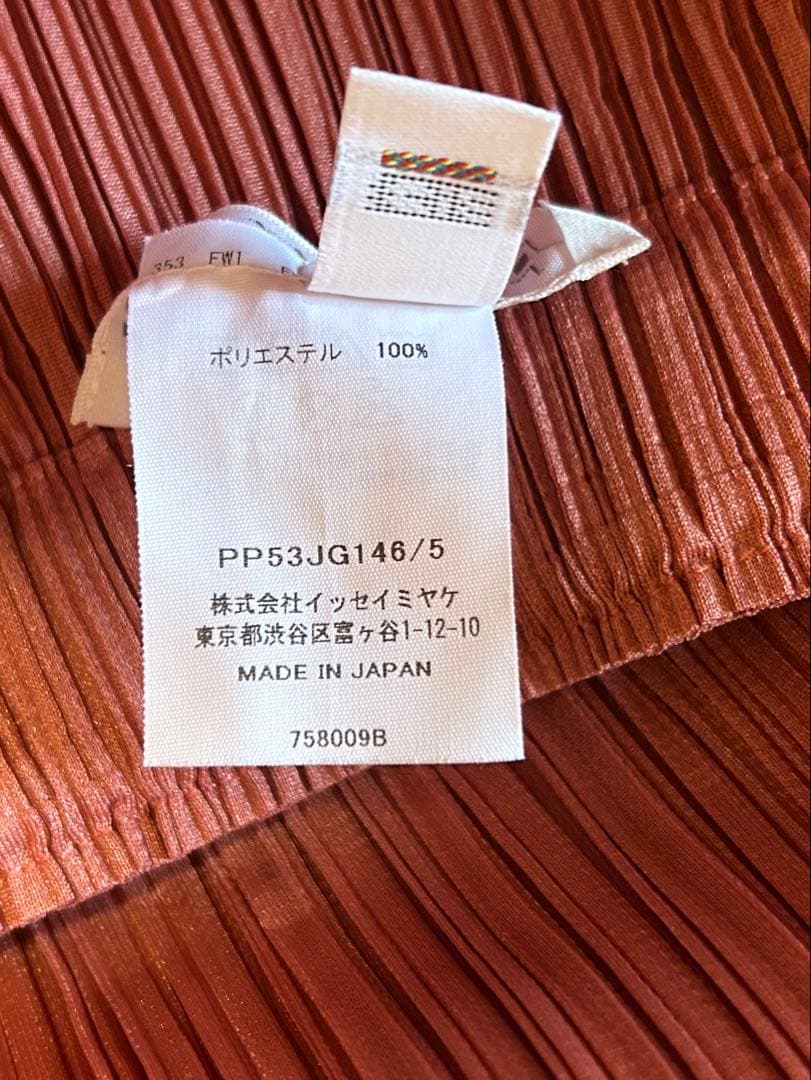 353 FW1
ポリエステル 100%
PP53JG146/5
株式会社イッセイミヤケ
東京都渋谷区富ヶ谷1-12-10
MADE IN JAPAN
758009B